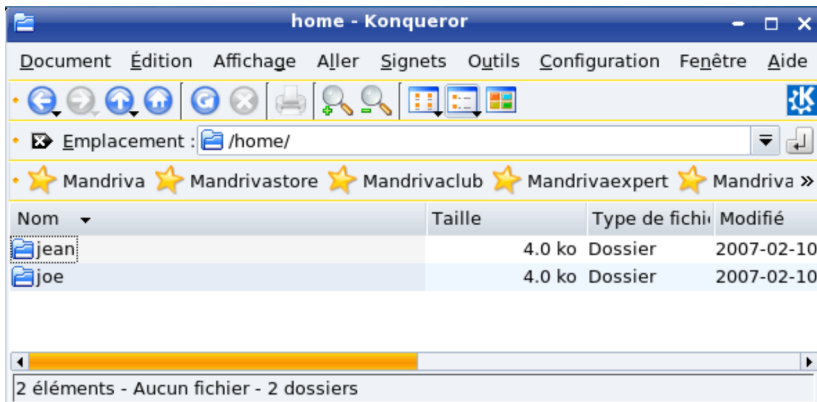 home - Konqueror
Document Édition Affichage Aller Signets Outils Configuration Fenêtre Aide
Emplacement : /home/
Mandriva Mandrivastore Mandrivaclub Mandrivaexpert Mandriva »
Nom Taille Type de fichi Modifié
jean 4.0 ko Dossier 2007-02-10
joe 4.0 ko Dossier 2007-02-10
2 éléments - Aucun fichier - 2 dossiers